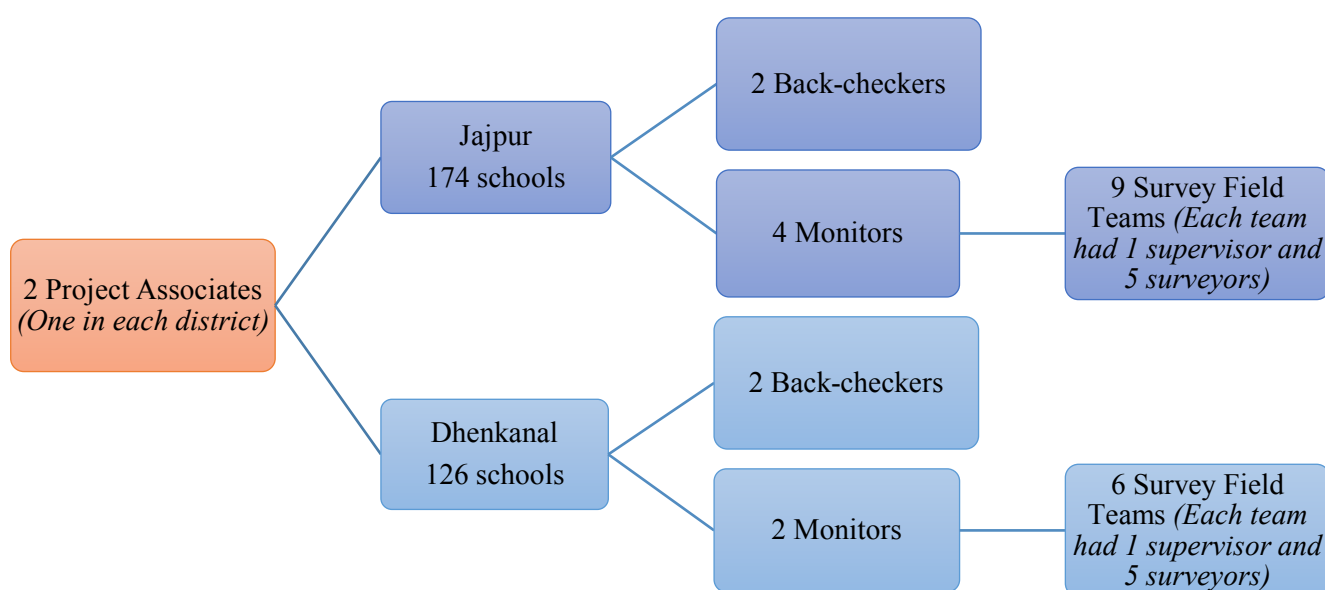 2 Project Associates
(One in each district)
Jajpur
174 schools
2 Back-checkers
4 Monitors
9 Survey Field
Teams (Each team
had 1 supervisor and
5 surveyors)
Dhenkanal
126 schools
2 Back-checkers
2 Monitors
6 Survey Field
Teams (Each team
had 1 supervisor and
5 surveyors)